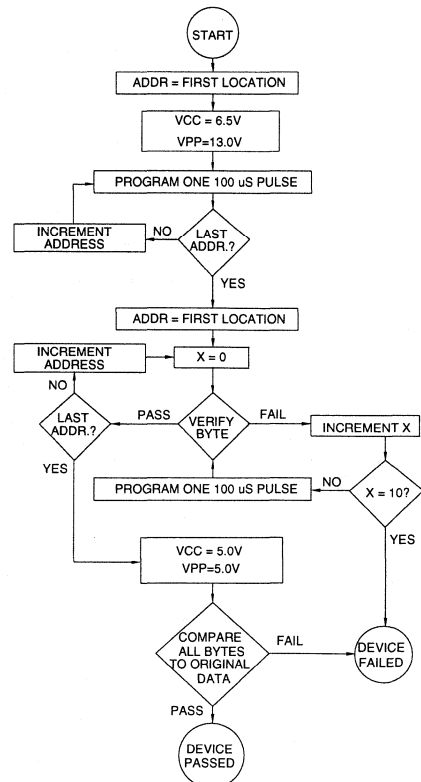 START
ADDR = FIRST LOCATION
VCC = 6.5V
VPP=13.0V
PROGRAM ONE 100 uS PULSE
INCREMENT
ADDRESS
NO
LAST
ADDR.?
YES
ADDR = FIRST LOCATION
INCREMENT
ADDRESS
X = 0
NO
LAST
ADDR.?
PASS
VERIFY
BYTE
FAIL
INCREMENT X
YES
PROGRAM ONE 100 uS PULSE
NO
X = 10?
YES
VCC = 5.0V
VPP=5.0V
COMPARE
ALL BYTES
TO ORIGINAL
DATA
FAIL
DEVICE
FAILED
PASS
DEVICE
PASSED